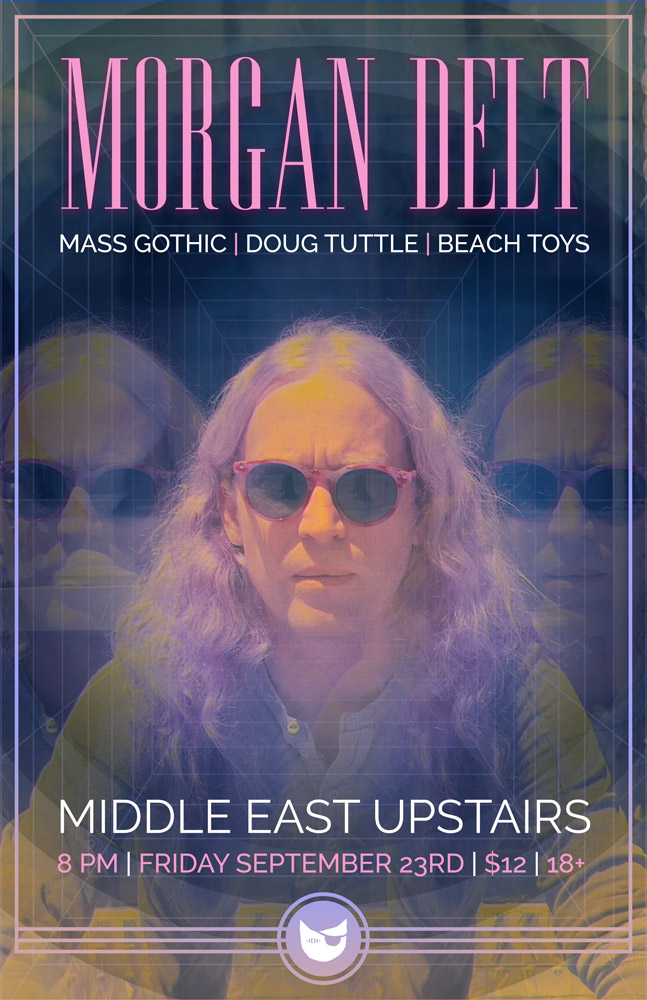 MORGAN DELT
MASS GOTHIC | DOUG TUTTLE | BEACH TOYS
MIDDLE EAST UPSTAIRS
8 PM | FRIDAY SEPTEMBER 23RD | $12 | 18+